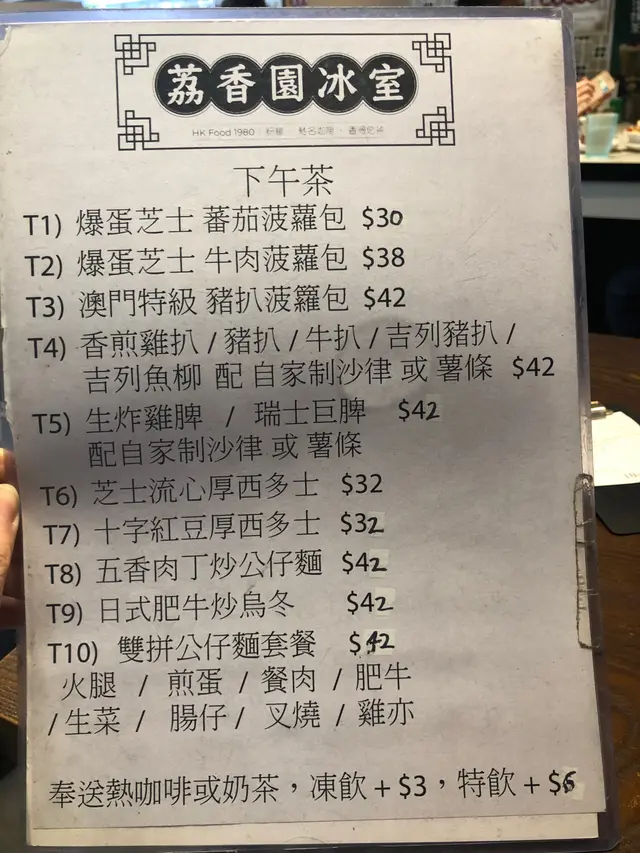 荔香園冰室
HK Food 1980
下午茶
T1) 爆蛋芝士 蕃茄菠蘿包 $30
T2) 爆蛋芝士 牛肉菠蘿包 $38
T3) 澳門特級 豬扒菠籮包 $42
T4) 香煎雞扒 / 豬扒 / 牛扒 / 吉列豬扒 /
吉列魚柳 配 自家制沙律 或 薯條 $42
T5) 生炸雞脾 / 瑞士巨脾 $42
配自家制沙律 或 薯條
T6) 芝士流心厚西多士 $32
T7) 十字紅豆厚西多士 $32
T8) 五香肉丁炒公仔麵 $42
T9) 日式肥牛炒烏冬 $42
T10) 雙拼公仔麵套餐 $42
火腿 / 煎蛋 / 餐肉 / 肥牛
/ 生菜 / 腸仔 / 叉燒 / 雞亦
奉送熱咖啡或奶茶，凍飲 + $3，特飲 + $6